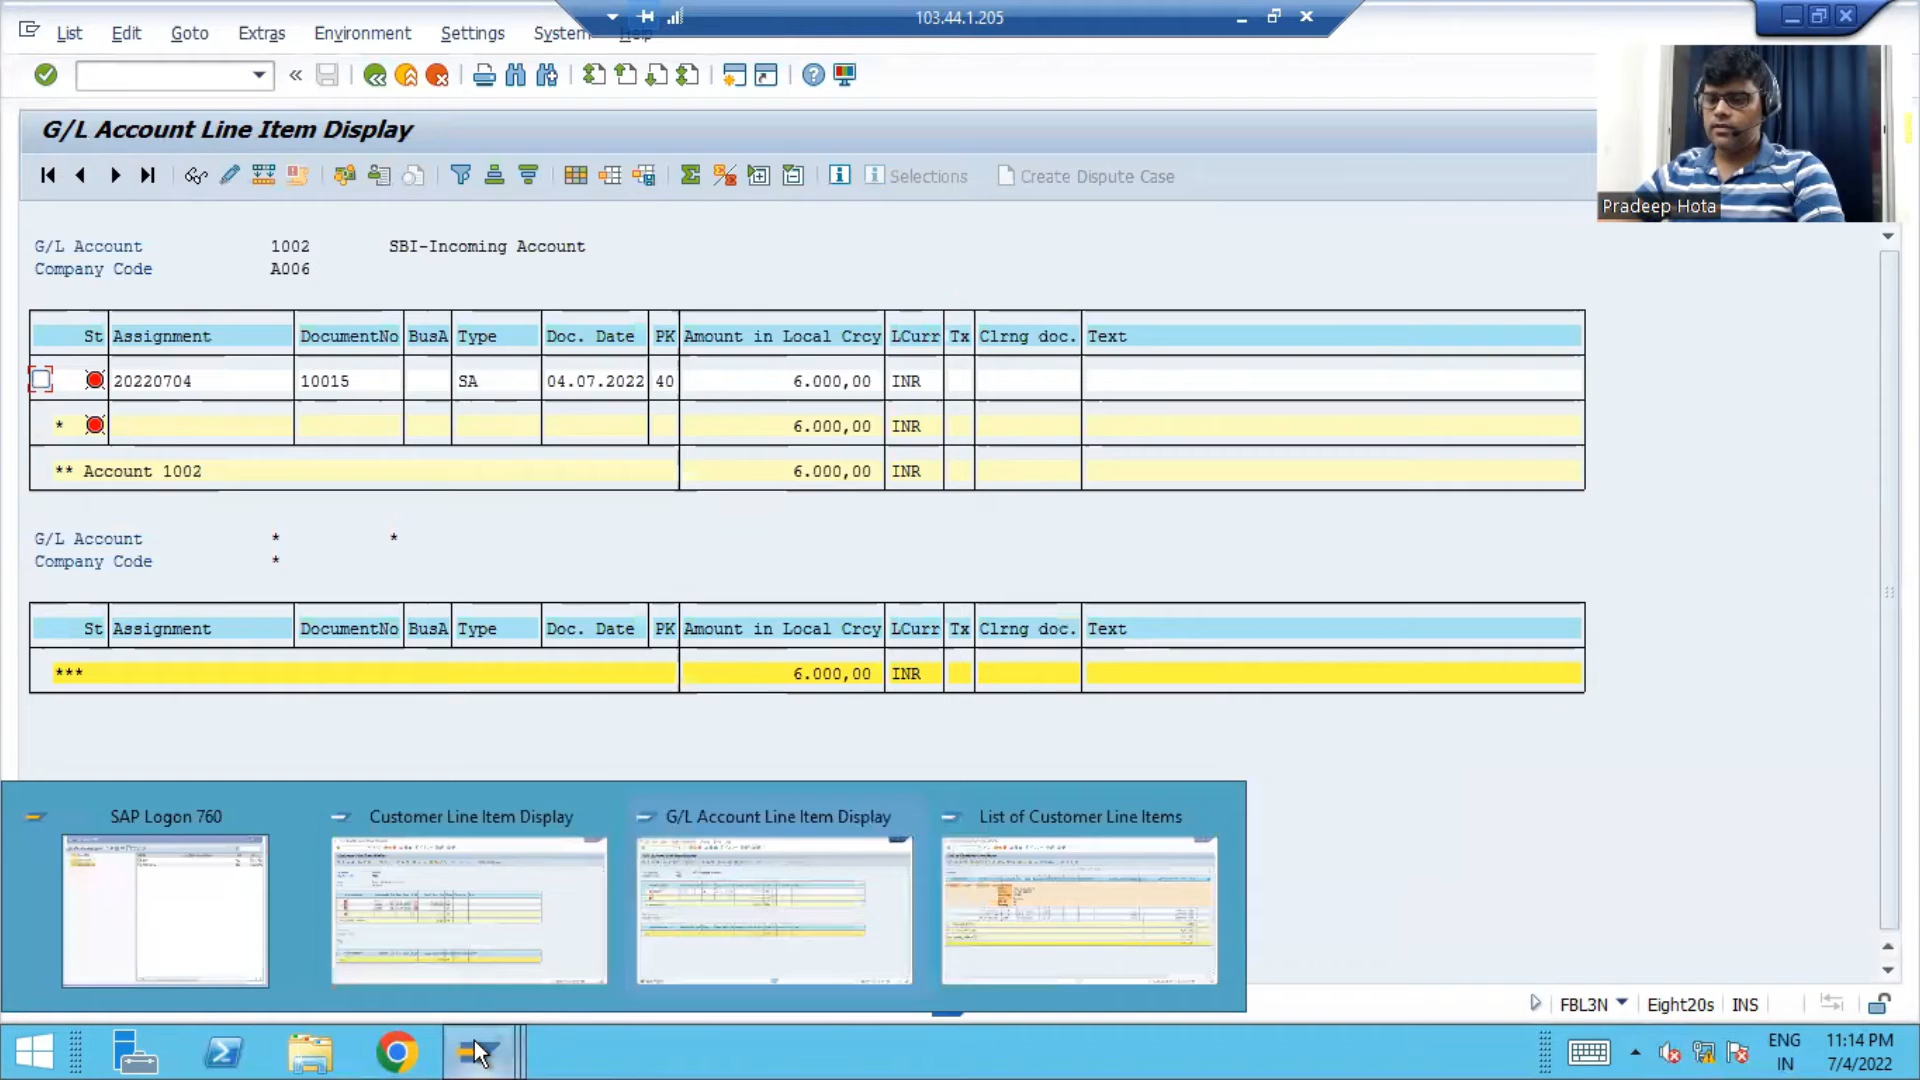 103.44.1.205
List Edit Goto Extras Environment Settings System Help
G/L Account Line Item Display
Selections Create Dispute Case
Pradeep Hota
G/L Account 1002 SBI-Incoming Account
Company Code A006
St Assignment DocumentNo BusA Type Doc. Date PK Amount in Local Crcy LCurr Tx Clrng doc. Text
20220704 10015 SA 04.07.2022 40 6.000,00 INR
* 6.000,00 INR
** Account 1002 6.000,00 INR
G/L Account * *
Company Code *
St Assignment DocumentNo BusA Type Doc. Date PK Amount in Local Crcy LCurr Tx Clrng doc. Text
*** 6.000,00 INR
SAP Logon 760 Customer Line Item Display G/L Account Line Item Display List of Customer Line Items
FBL3N Eight20s INS
ENG 11:14 PM
IN 7/4/2022